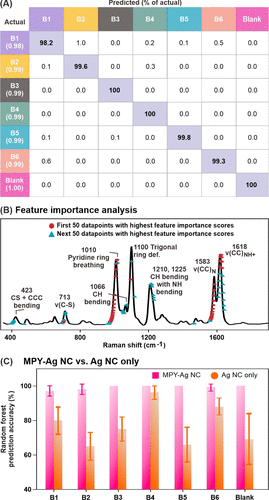 (A)
Predicted (% of actual)
Actual B1 B2 B3 B4 B5 B6 Blank
B1 (0.98) 98.2 1.0 0.0 0.2 0.1 0.5 0.0
B2 (0.99) 0.1 99.6 0.0 0.0 0.2 0.0 0.0
B3 (0.99) 0.0 0.0 100 0.0 0.0 0.0 0.0
B4 (0.99) 0.0 0.0 0.0 100 0.0 0.0 0.0
B5 (0.99) 0.1 0.1 0.0 0.0 99.8 0.0 0.0
B6 (0.99) 0.6 0.0 0.0 0.2 0.0 99.3 0.0
Blank (1.00) 0.0 0.0 0.0 0.0 0.0 0.0 100
(B) Feature importance analysis
First 50 datapoints with highest feature importance scores
Next 50 datapoints with highest feature importance scores
423
CS + CCC
bending
713
ν(C-S)
1010
Pyridine ring
breathing
1066
CH
bending
1100 Trigonal
ring def.
1210, 1225
CH bending
with NH
bending
1583
ν(CC)N
1618
ν(CC)NH+
400 600 800 1000 1200 1400 1600 1800
Raman shift (cm-1)
(C) MPY-Ag NC vs. Ag NC only
MPY-Ag NC
Ag NC only
Random forest
prediction accuracy (%)
100
80
60
40
B1 B2 B3 B4 B5 B6 Blank